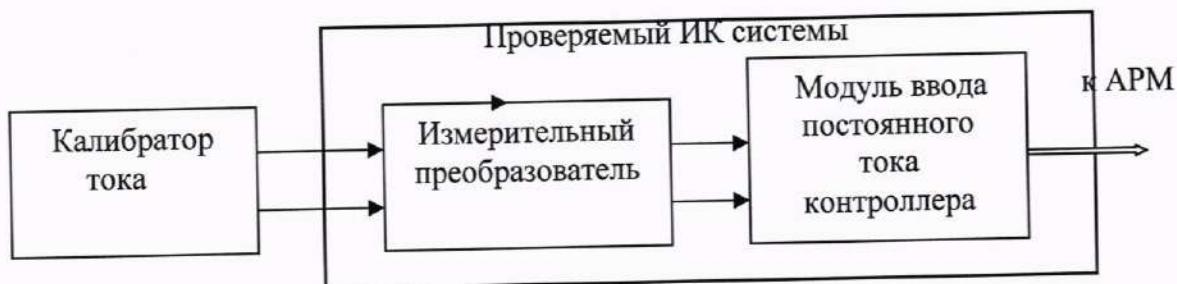 Проверяемый ИК системы
Калибратор
тока
Измерительный
преобразователь
Модуль ввода
постоянного
тока
контроллера
к АРМ